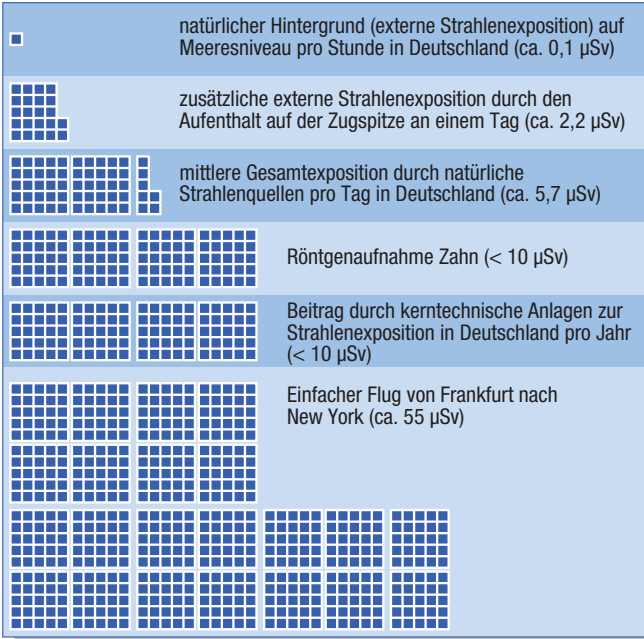 natürlicher Hintergrund (externe Strahlenexposition) auf
Meeresniveau pro Stunde in Deutschland (ca. 0,1 µSv)
zusätzliche externe Strahlenexposition durch den
Aufenthalt auf der Zugspitze an einem Tag (ca. 2,2 µSv)
mittlere Gesamtexposition durch natürliche
Strahlenquellen pro Tag in Deutschland (ca. 5,7 µSv)
Röntgenaufnahme Zahn (< 10 µSv)
Beitrag durch kerntechnische Anlagen zur
Strahlenexposition in Deutschland pro Jahr
(< 10 µSv)
Einfacher Flug von Frankfurt nach
New York (ca. 55 µSv)